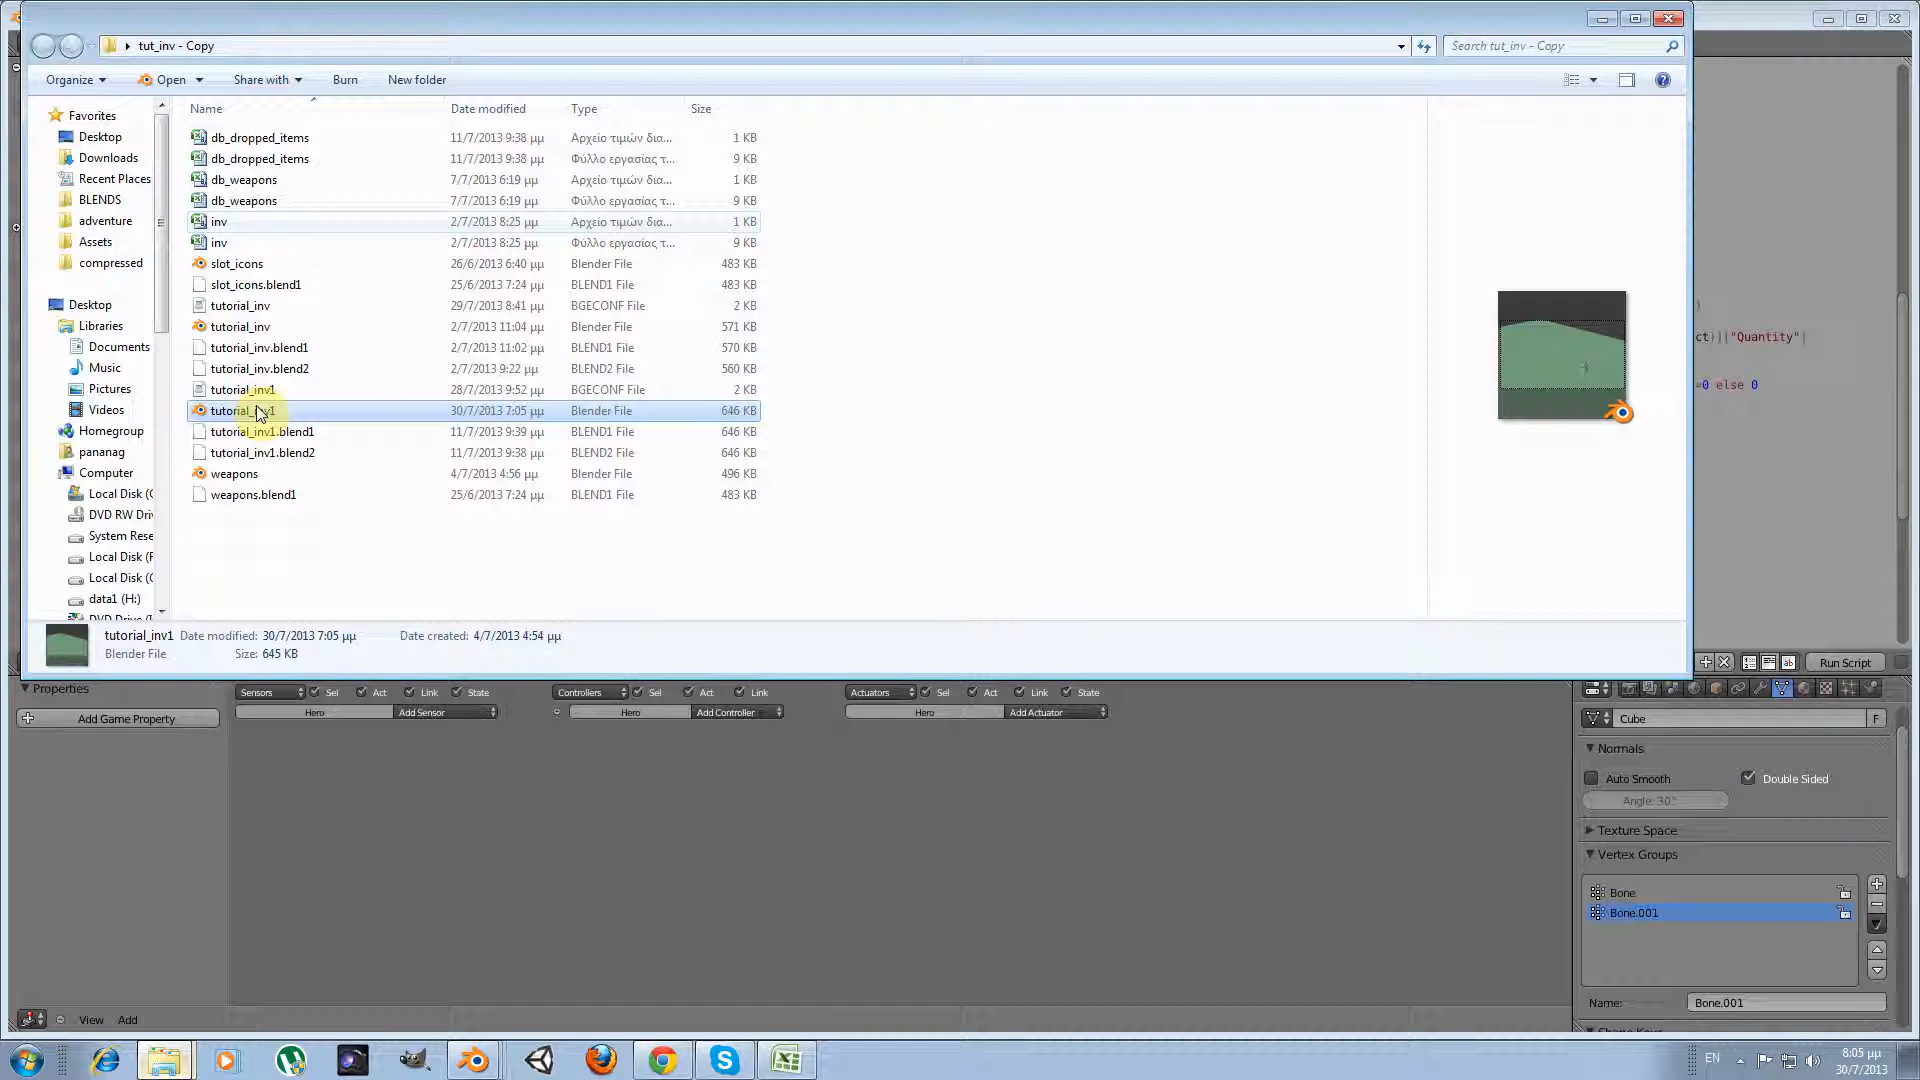 tut_inv - Copy
Search tut_inv - Copy
Organize Open Share with Burn New folder
Name Date modified Type Size
Favorites
Desktop
Downloads
Recent Places
BLENDS
adventure
Assets
compressed
Desktop
Libraries
Documents
Music
Pictures
Videos
Homegroup
pananag
Computer
Local Disk (
DVD RW Dri
System Rese
Local Disk (F
Local Disk (
data1 (H:)
db_dropped_items 11/7/2013 9:38 μμ Αρχείο τιμών δια... 1 KB
db_dropped_items 11/7/2013 9:38 μμ Φύλλο εργασίας τ... 9 KB
db_weapons 7/7/2013 6:19 μμ Αρχείο τιμών δια... 1 KB
db_weapons 7/7/2013 6:19 μμ Φύλλο εργασίας τ... 9 KB
inv 2/7/2013 8:25 μμ Αρχείο τιμών δια... 1 KB
inv 2/7/2013 8:25 μμ Φύλλο εργασίας τ... 9 KB
slot_icons 26/6/2013 6:40 μμ Blender File 483 KB
slot_icons.blend1 25/6/2013 7:24 μμ BLEND1 File 483 KB
tutorial_inv 29/7/2013 8:41 μμ BGECONF File 2 KB
tutorial_inv 2/7/2013 11:04 μμ Blender File 571 KB
tutorial_inv.blend1 2/7/2013 11:02 μμ BLEND1 File 570 KB
tutorial_inv.blend2 2/7/2013 9:22 μμ BLEND2 File 560 KB
tutorial_inv1 28/7/2013 9:52 μμ BGECONF File 2 KB
tutorial_inv1 30/7/2013 7:05 μμ Blender File 646 KB
tutorial_inv1.blend1 11/7/2013 9:39 μμ BLEND1 File 646 KB
tutorial_inv1.blend2 11/7/2013 9:38 μμ BLEND2 File 646 KB
weapons 4/7/2013 4:56 μμ Blender File 496 KB
weapons.blend1 25/6/2013 7:24 μμ BLEND1 File 483 KB
tutorial_inv1 Date modified: 30/7/2013 7:05 μμ Date created: 4/7/2013 4:54 μμ
Blender File Size: 645 KB
)
ct)||"Quantity"|
=0 else 0
Run Script
Properties
Add Game Property
Sensors Sel Act Link State
Hero Add Sensor
Controllers Sel Act Link
Hero Add Controller
Actuators Sel Act Link State
Hero Add Actuator
Cube F
Normals
Auto Smooth Double Sided
Angle: 30°
Texture Space
Vertex Groups
Bone
Bone.001
Name: Bone.001
View Add
EN
8:05 μμ
30/7/2013